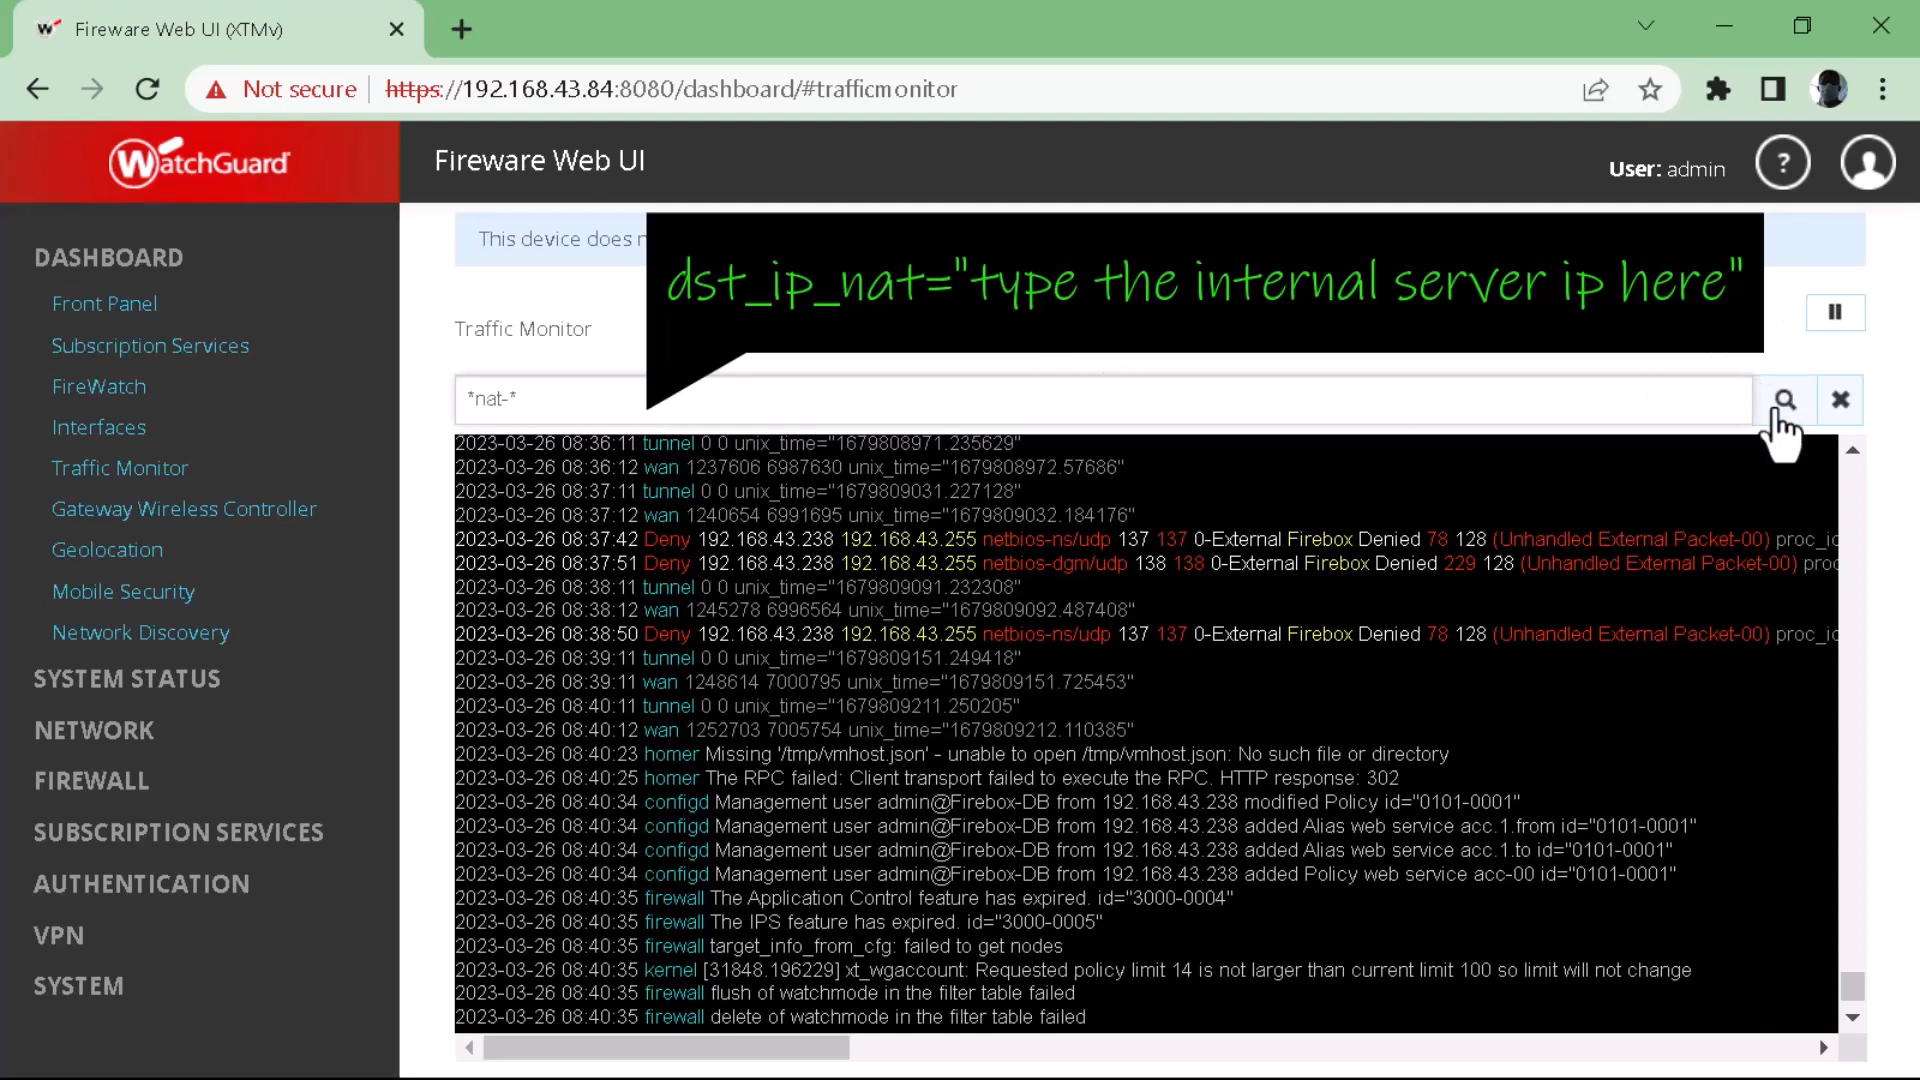 Fireware Web UI (XTMv)
Not secure https://192.168.43.84:8080/dashboard/#trafficmonitor
WatchGuard
Fireware Web UI
User: admin
?
DASHBOARD
Front Panel
Subscription Services
FireWatch
Interfaces
Traffic Monitor
Gateway Wireless Controller
Geolocation
Mobile Security
Network Discovery
SYSTEM STATUS
NETWORK
FIREWALL
SUBSCRIPTION SERVICES
AUTHENTICATION
VPN
SYSTEM
This device does
dst_ip_nat="type the internal server ip here"
Traffic Monitor
*nat-*
2023-03-26 08:36:11 tunnel 0 0 unix_time="1679808971.235629"
2023-03-26 08:36:12 wan 1237606 6987630 unix_time="1679808972.57686"
2023-03-26 08:37:11 tunnel 0 0 unix_time="1679809031.227128"
2023-03-26 08:37:12 wan 1240654 6991695 unix_time="1679809032.184176"
2023-03-26 08:37:42 Deny 192.168.43.238 192.168.43.255 netbios-ns/udp 137 137 0-External Firebox Denied 78 128 (Unhandled External Packet-00)
2023-03-26 08:37:51 Deny 192.168.43.238 192.168.43.255 netbios-dgm/udp 138 138 0-External Firebox Denied 229 128 (Unhandled External Packet-00)
2023-03-26 08:38:11 tunnel 0 0 unix_time="1679809091.232308"
2023-03-26 08:38:12 wan 1245278 6996564 unix_time="1679809092.487408"
2023-03-26 08:38:50 Deny 192.168.43.238 192.168.43.255 netbios-ns/udp 137 137 0-External Firebox Denied 78 128 (Unhandled External Packet-00)
2023-03-26 08:39:11 tunnel 0 0 unix_time="1679809151.249418"
2023-03-26 08:39:11 wan 1248614 7000795 unix_time="1679809151.725453"
2023-03-26 08:40:11 tunnel 0 0 unix_time="1679809211.250205"
2023-03-26 08:40:12 wan 1252703 7005754 unix_time="1679809212.110385"
2023-03-26 08:40:23 homer Missing '/tmp/vmhost.json' - unable to open /tmp/vmhost.json: No such file or directory
2023-03-26 08:40:25 homer The RPC failed: Client transport failed to execute the RPC. HTTP response: 302
2023-03-26 08:40:34 configd Management user admin@Firebox-DB from 192.168.43.238 modified Policy id="0101-0001"
2023-03-26 08:40:34 configd Management user admin@Firebox-DB from 192.168.43.238 added Alias web service acc.1.from id="0101-0001"
2023-03-26 08:40:34 configd Management user admin@Firebox-DB from 192.168.43.238 added Alias web service acc.1.to id="0101-0001"
2023-03-26 08:40:34 configd Management user admin@Firebox-DB from 192.168.43.238 added Policy web service acc-00 id="0101-0001"
2023-03-26 08:40:35 firewall The Application Control feature has expired. id="3000-0004"
2023-03-26 08:40:35 firewall The IPS feature has expired. id="3000-0005"
2023-03-26 08:40:35 firewall target_info_from_cfg: failed to get nodes
2023-03-26 08:40:35 kernel [31848.196229] xt_wgaccount: Requested policy limit 14 is not larger than current limit 100 so limit will not change
2023-03-26 08:40:35 firewall flush of watchmode in the filter table failed
2023-03-26 08:40:35 firewall delete of watchmode in the filter table failed